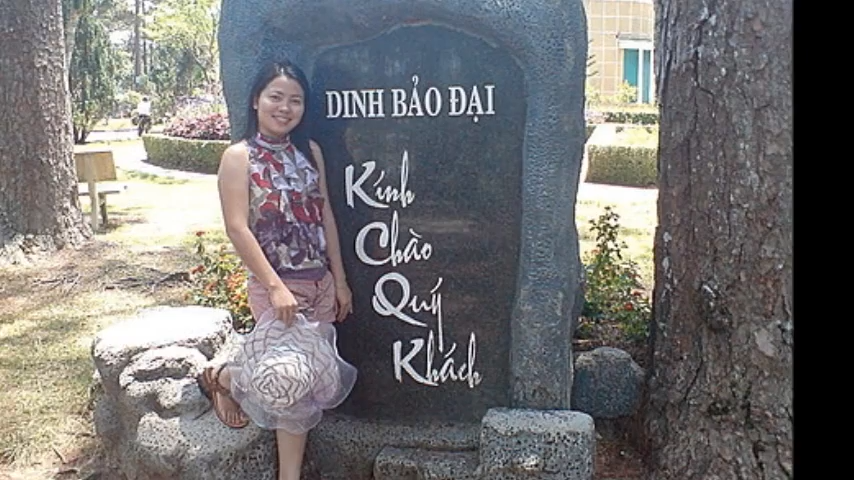 DINH BẢO ĐẠI
Kính
Chào
Quý
Khách